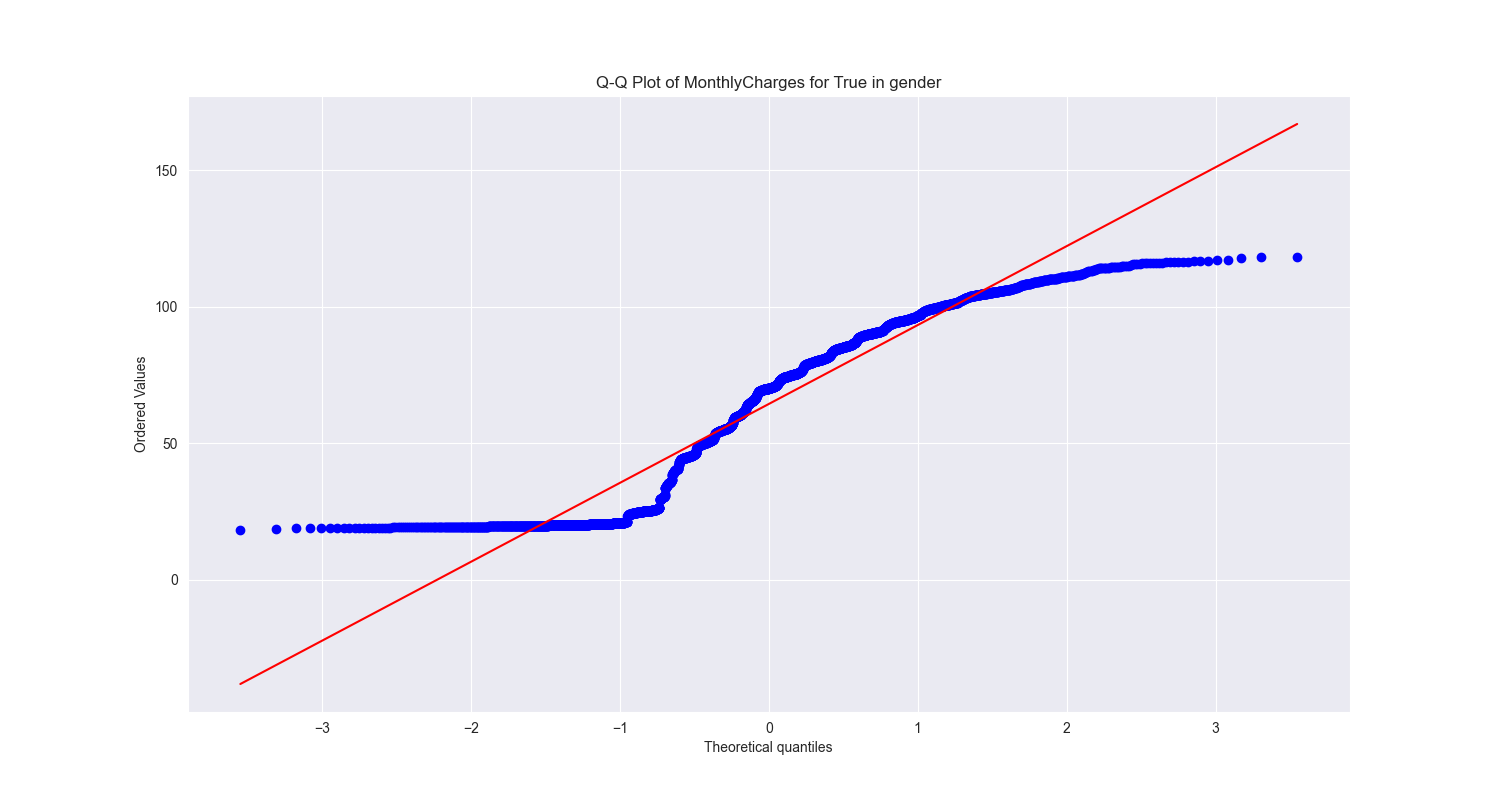 Q-Q Plot of MonthlyCharges for True in gender
Ordered Values
150
100
50
0
−3 −2 −1 0 1 2 3
Theoretical quantiles